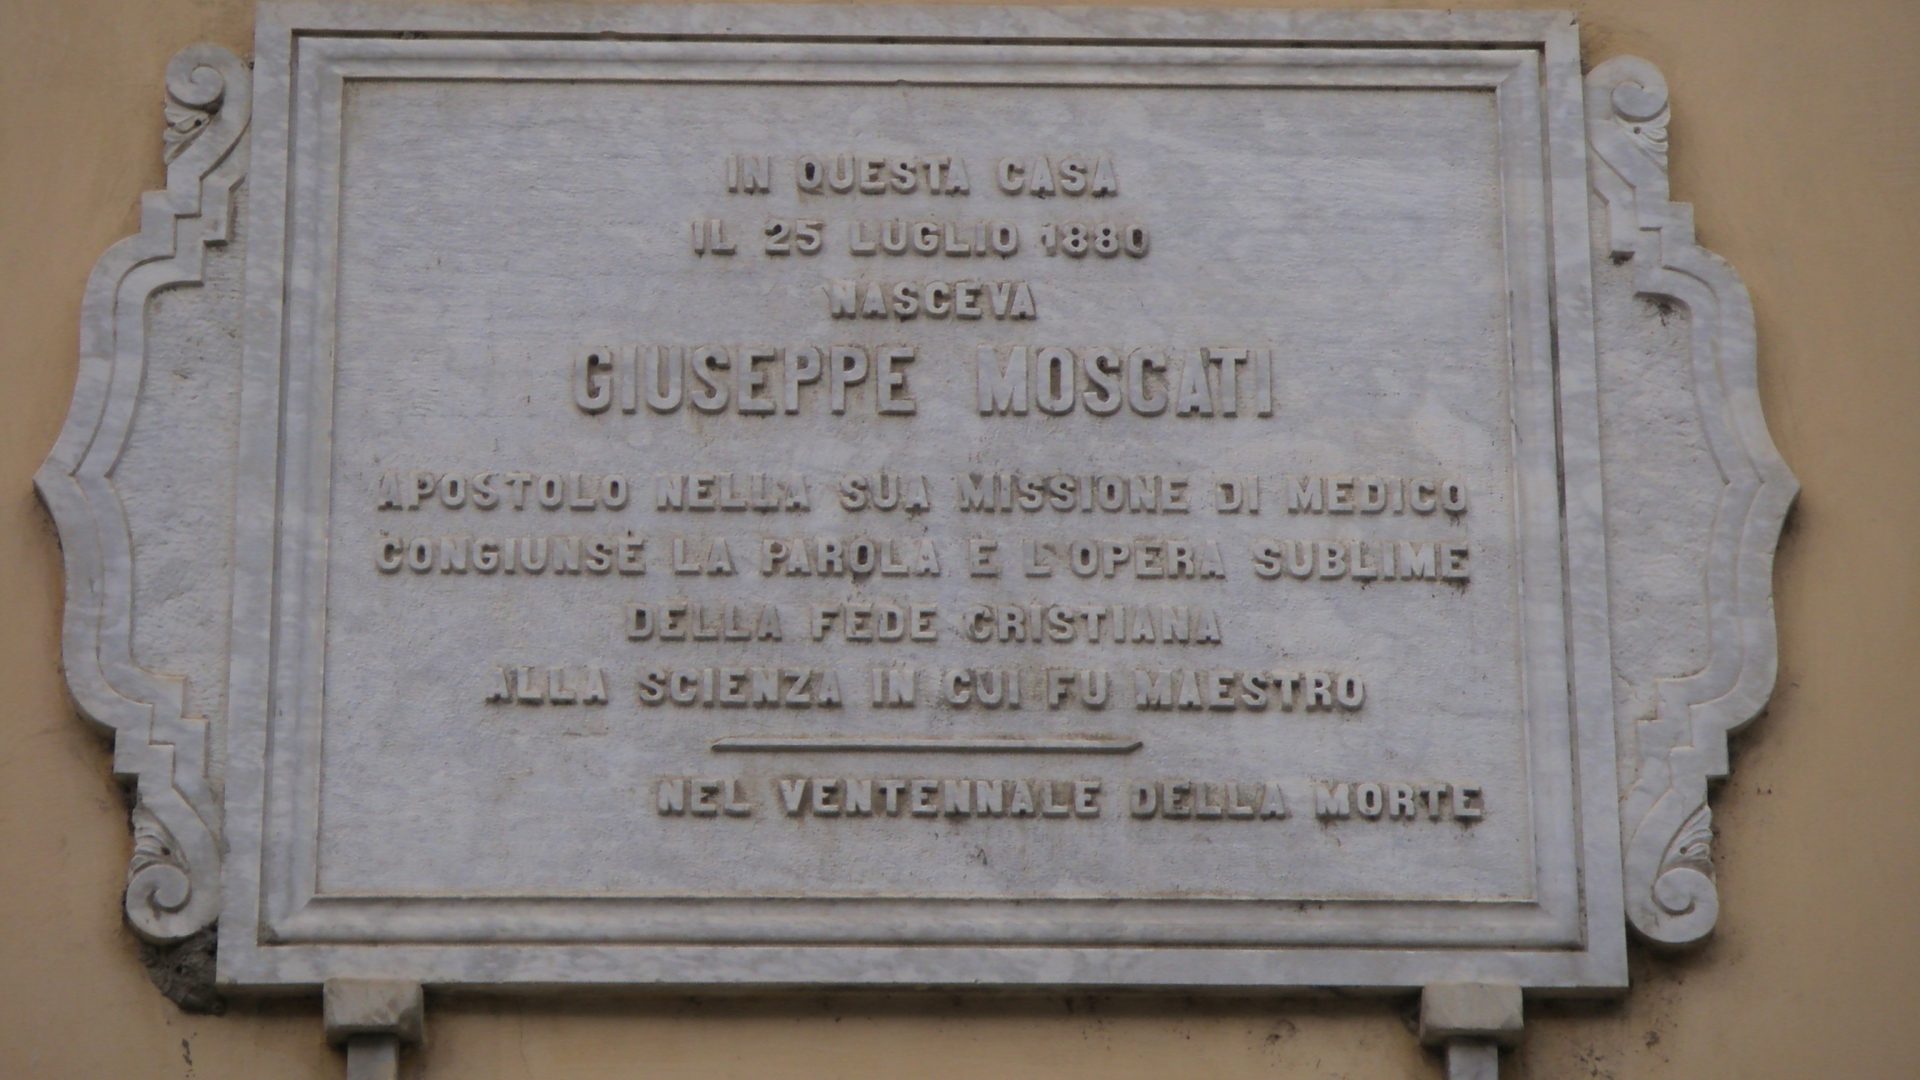 IN QUESTA CASA
IL 25 LUGLIO 1880
NASCEVA
GIUSEPPE MOSCATI
APOSTOLO NELLA SUA MISSIONE DI MEDICO
CONGIUNSE LA PAROLA E L'OPERA SUBLIME
DELLA FEDE CRISTIANA
ALLA SCIENZA IN CUI FU MAESTRO
NEL VENTENNALE DELLA MORTE